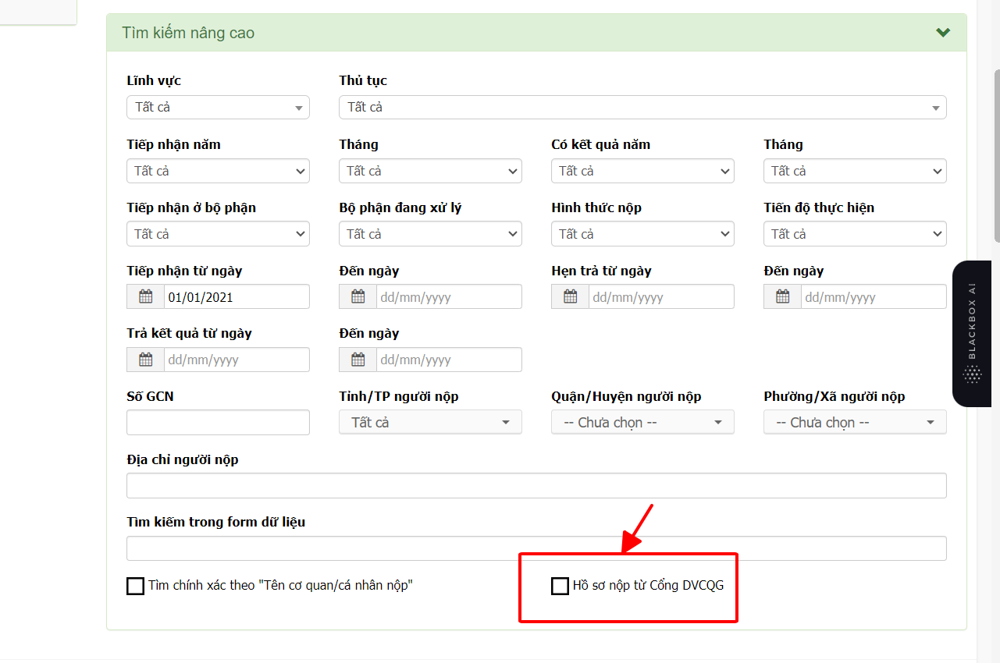 Tìm kiếm nâng cao
Lĩnh vực Thủ tục
Tất cả Tất cả
Tiếp nhận năm Tháng Có kết quả năm Tháng
Tất cả Tất cả Tất cả Tất cả
Tiếp nhận ở bộ phận Bộ phận đang xử lý Hình thức nộp Tiến độ thực hiện
Tất cả Tất cả Tất cả Tất cả
Tiếp nhận từ ngày Đến ngày Hẹn trả từ ngày Đến ngày
01/01/2021 dd/mm/yyyy dd/mm/yyyy dd/mm/yyyy
Trả kết quả từ ngày Đến ngày
dd/mm/yyyy dd/mm/yyyy
Số GCN Tỉnh/TP người nộp Quận/Huyện người nộp Phường/Xã người nộp
Tất cả -- Chưa chọn -- -- Chưa chọn --
Địa chỉ người nộp
Tìm kiếm trong form dữ liệu
Tìm chính xác theo "Tên cơ quan/cá nhân nộp" Hồ sơ nộp từ Cổng DVCQG
BLACKBOX AI